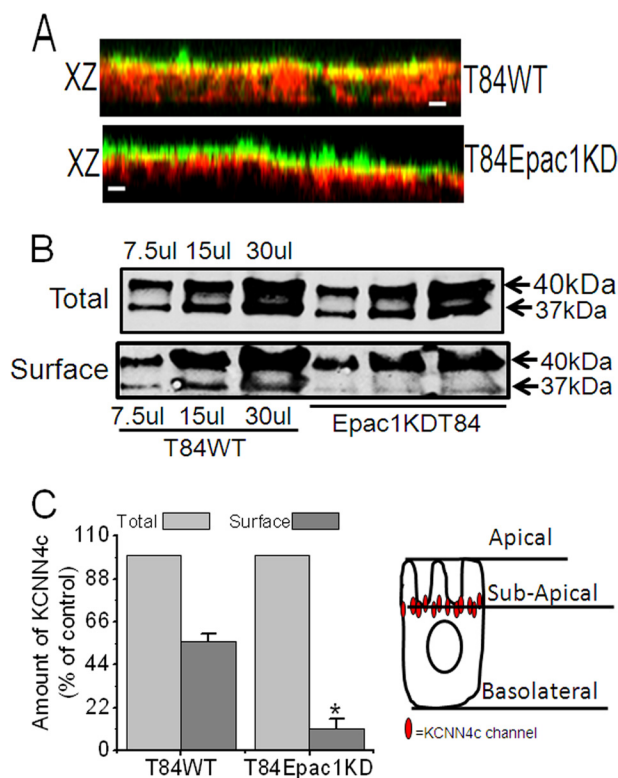 A
XZ
T84WT
XZ
T84Epac1KD
B
7.5ul 15ul 30ul
Total
40kDa
37kDa
Surface
40kDa
37kDa
7.5ul 15ul 30ul
T84WT
Epac1KDT84
C
Total Surface
Amount of KCNN4c
(% of control)
110
88
66
44
22
0
*
T84WT T84Epac1KD
Apical
Sub-Apical
Basolateral
=KCNN4c channel